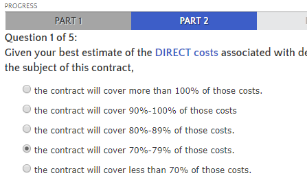 PROGRESS
PART 1
PART 2
Question 1 of 5:
Given your best estimate of the DIRECT costs associated with
the subject of this contract,
the contract will cover more than 100% of those costs.
the contract will cover 90%-100% of those costs
the contract will cover 80%-89% of those costs.
the contract will cover 70%-79% of those costs.
the contract will cover less than 70% of those costs.